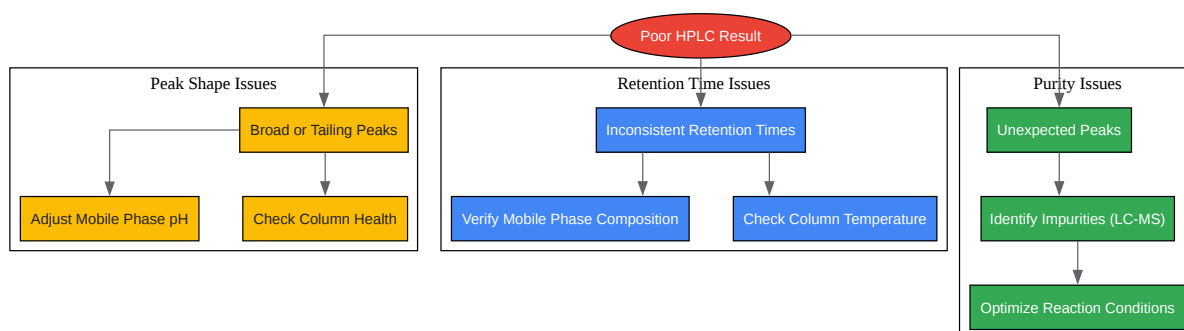 Poor HPLC Result
Peak Shape Issues
Retention Time Issues
Purity Issues
Broad or Tailing Peaks
Inconsistent Retention Times
Unexpected Peaks
Adjust Mobile Phase pH
Check Column Health
Verify Mobile Phase Composition
Check Column Temperature
Identify Impurities (LC-MS)
Optimize Reaction Conditions